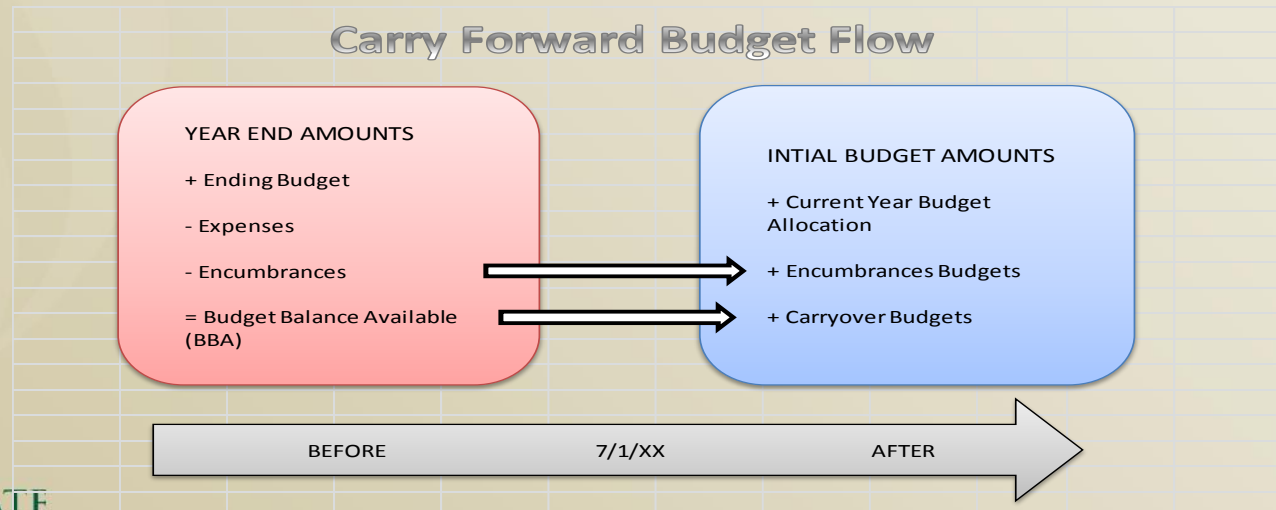 Carry Forward Budget Flow
YEAR END AMOUNTS
+ Ending Budget
- Expenses
- Encumbrances
= Budget Balance Available
(BBA)
INTIAL BUDGET AMOUNTS
+ Current Year Budget
Allocation
+ Encumbrances Budgets
+ Carryover Budgets
BEFORE 7/1/XX AFTER